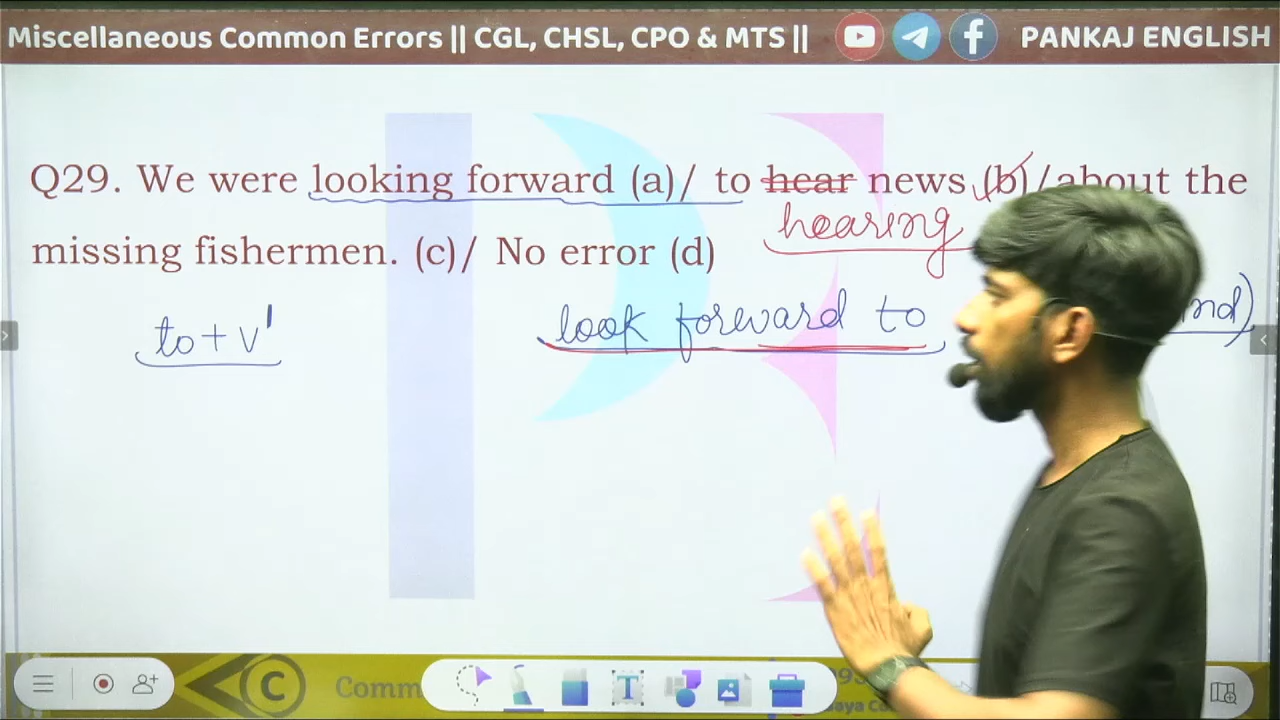 Miscellaneous Common Errors || CGL, CHSL, CPO & MTS || PANKAJ ENGLISH
Q29. We were looking forward (a)/ to hear news (b)/about the
hearing
missing fishermen. (c)/ No error (d)
to + V¹ look forward to
C Comm
T